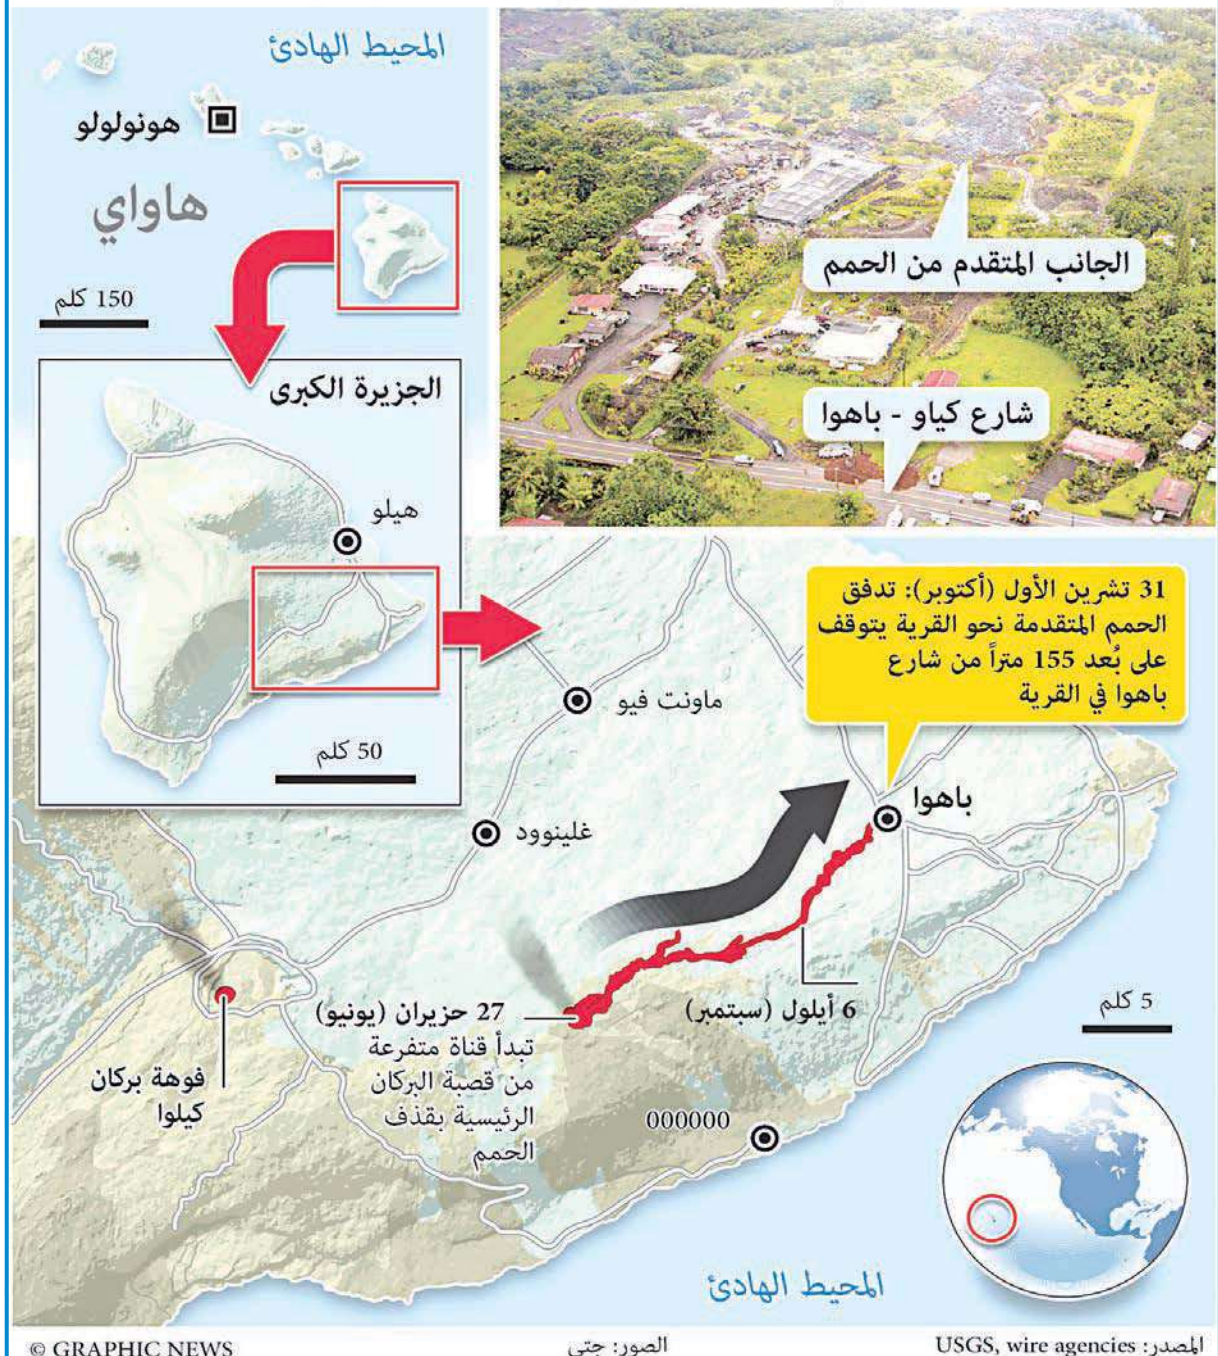 المحيط الهادئ
هونولولو
هاواي
150 كلم
الجانب المتقدم من الحمم
شارع كياو - باهوا
الجزيرة الكبرى
هيلو
50 كلم
31 تشرين الأول (أكتوبر): تدفق
الحمم المتقدمة نحو القرية يتوقف
على بُعد 155 متراً من شارع
باهوا في القرية
ماونت فيو
باهوا
غلينوود
6 أيلول (سبتمبر)
5 كلم
27 حزيران (يونيو)
تبدأ قناة متفرعة
من قصبة البركان
الرئيسية بقذف
الحمم
فوهة بركان
كيلوا
000000
المحيط الهادئ
المصدر: USGS, wire agencies
الصور: جتي
© GRAPHIC NEWS